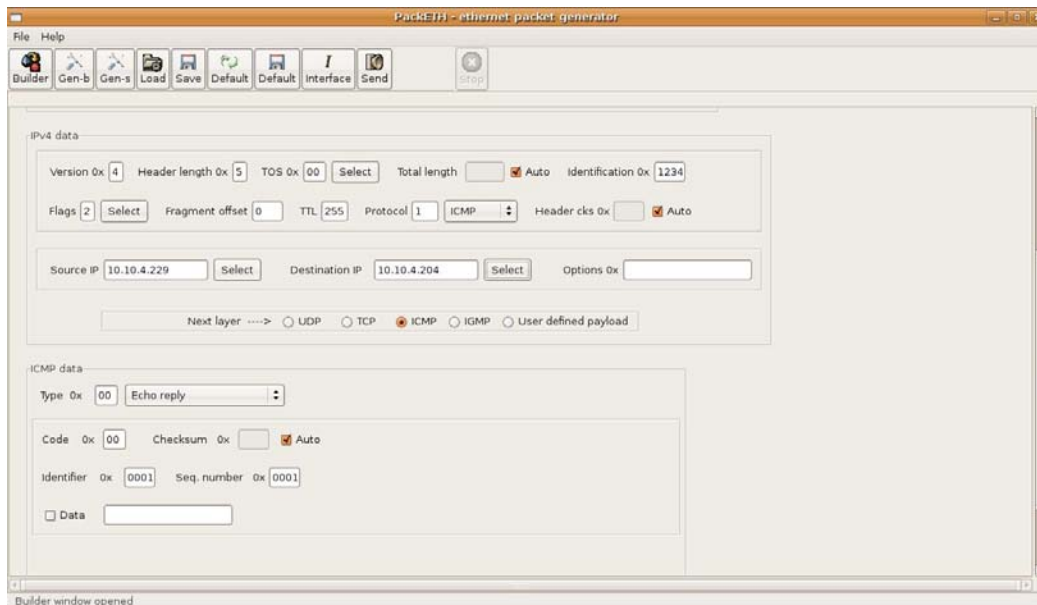 PackETH - ethernet packet generator
File Help
Builder Gen-b Gen-s Load Save Default Default Interface Send Stop
IPv4 data
Version 0x 4 Header length 0x 5 TOS 0x 00 Select Total length Auto Identification 0x 1234
Flags 2 Select Fragment offset 0 TTL 255 Protocol 1 ICMP Header cks 0x Auto
Source IP 10.10.4.229 Select Destination IP 10.10.4.204 Select Options 0x
Next layer ----> UDP TCP ICMP IGMP User defined payload
ICMP data
Type 0x 00 Echo reply
Code 0x 00 Checksum 0x Auto
Identifier 0x 0001 Seq. number 0x 0001
Data
Builder window opened